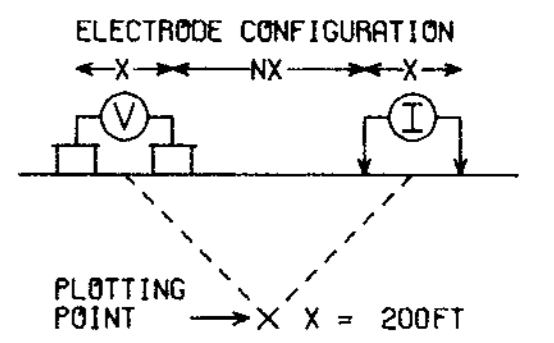 ELECTRODE CONFIGURATION
X NX X
V I
PLOTTING
POINT X = 200FT